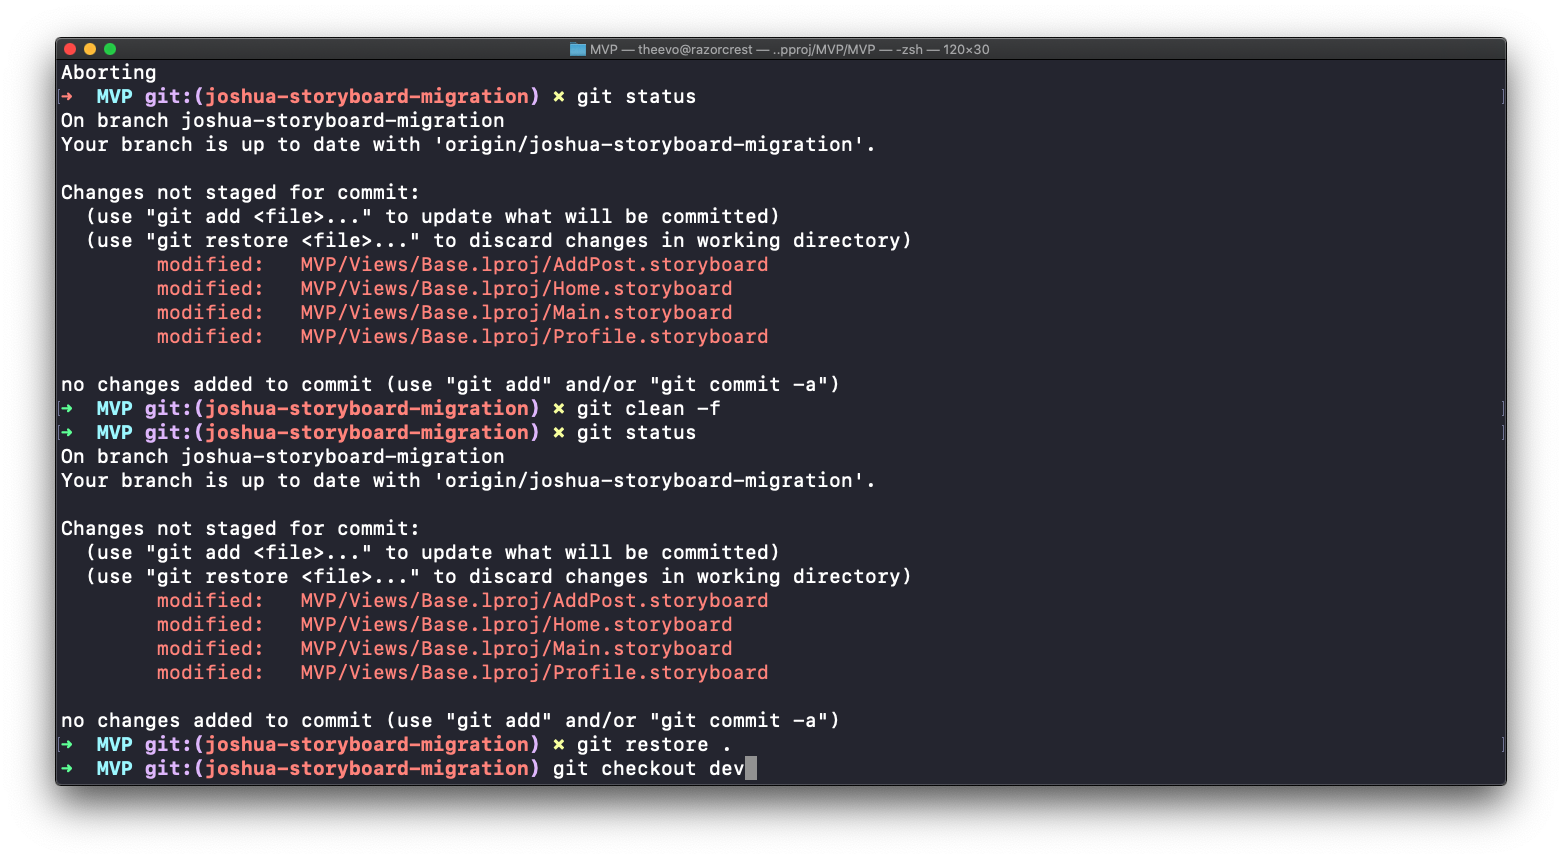 MVP — theevo@razorcrest — ..pproj/MVP/MVP — -zsh — 120×30
Aborting
➜  MVP git:(joshua-storyboard-migration) ✗ git status
On branch joshua-storyboard-migration
Your branch is up to date with 'origin/joshua-storyboard-migration'.

Changes not staged for commit:
  (use "git add <file>..." to update what will be committed)
  (use "git restore <file>..." to discard changes in working directory)
        modified:   MVP/Views/Base.lproj/AddPost.storyboard
        modified:   MVP/Views/Base.lproj/Home.storyboard
        modified:   MVP/Views/Base.lproj/Main.storyboard
        modified:   MVP/Views/Base.lproj/Profile.storyboard

no changes added to commit (use "git add" and/or "git commit -a")
➜  MVP git:(joshua-storyboard-migration) ✗ git clean -f
➜  MVP git:(joshua-storyboard-migration) ✗ git status
On branch joshua-storyboard-migration
Your branch is up to date with 'origin/joshua-storyboard-migration'.

Changes not staged for commit:
  (use "git add <file>..." to update what will be committed)
  (use "git restore <file>..." to discard changes in working directory)
        modified:   MVP/Views/Base.lproj/AddPost.storyboard
        modified:   MVP/Views/Base.lproj/Home.storyboard
        modified:   MVP/Views/Base.lproj/Main.storyboard
        modified:   MVP/Views/Base.lproj/Profile.storyboard

no changes added to commit (use "git add" and/or "git commit -a")
➜  MVP git:(joshua-storyboard-migration) ✗ git restore .
➜  MVP git:(joshua-storyboard-migration) git checkout dev